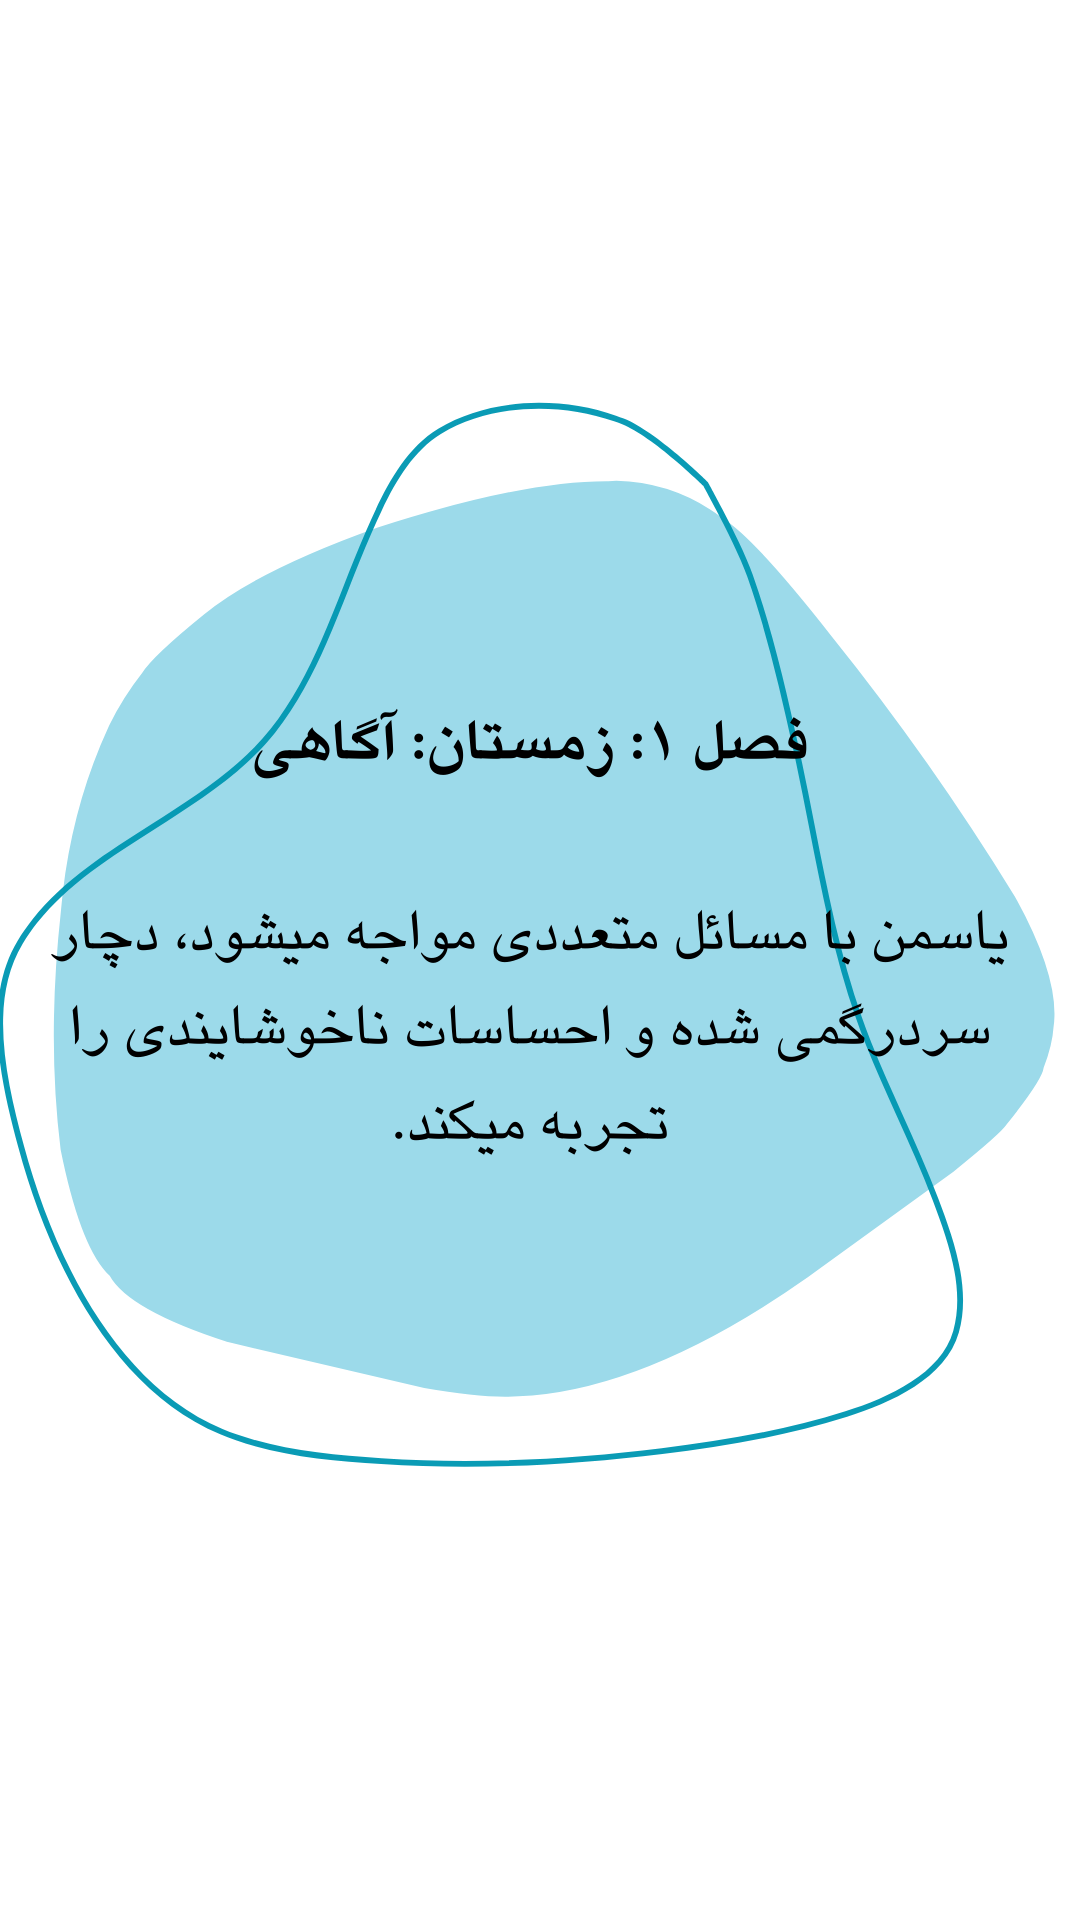 فصل ۱: زمستان: آگاهی
یاسمن با مسائل متعددی مواجه میشود، دچار
سردرگمی شده و احساسات ناخوشایندی را
تجربه میکند.